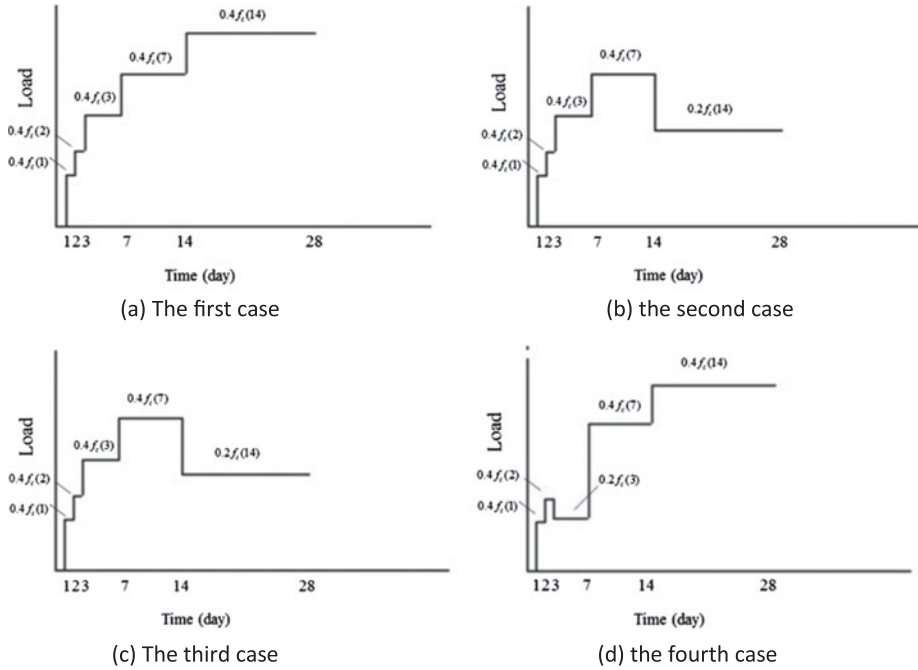 Load
0.4f_c(14)
0.4f_c(7)
0.4f_c(3)
0.4f_c(2)
0.4f_c(1)
123 7 14 28
Time (day)
(a) The first case
Load
0.4f_c(7)
0.4f_c(3)
0.2f_c(14)
0.4f_c(2)
0.4f_c(1)
123 7 14 28
Time (day)
(b) the second case
Load
0.4f_c(7)
0.4f_c(3)
0.2f_c(14)
0.4f_c(2)
0.4f_c(1)
123 7 14 28
Time (day)
(c) The third case
Load
0.4f_c(14)
0.4f_c(7)
0.4f_c(2)
0.2f_c(3)
0.4f_c(1)
123 7 14 28
Time (day)
(d) the fourth case